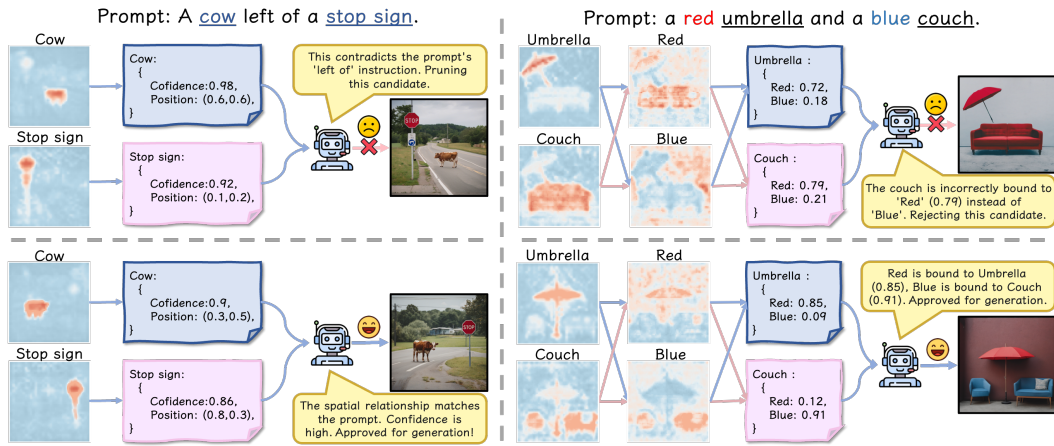 Prompt: A cow left of a stop sign.
Cow
Cow:
{
Cofidence:0.98,
Position: (0.6,0.6),
}
This contradicts the prompt's
'left of' instruction. Pruning
this candidate.
STOP
Stop sign
Stop sign:
{
Cofidence:0.92,
Position: (0.1,0.2),
}
Cow
Cow:
{
Cofidence:0.9,
Position: (0.3,0.5),
}
STOP
Stop sign
Stop sign:
{
Cofidence:0.86,
Position: (0.8,0.3),
}
The spatial relationship matches
the prompt. Confidence is
high. Approved for generation!
Prompt: a red umbrella and a blue couch.
Umbrella
Red
Umbrella :
{
Red: 0.72,
Blue: 0.18
}
Couch
Blue
Couch :
{
Red: 0.79,
Blue: 0.21
}
The couch is incorrectly bound to
'Red' (0.79) instead of
'Blue'. Rejecting this candidate.
Umbrella
Red
Umbrella :
{
Red: 0.85,
Blue: 0.09
}
Red is bound to Umbrella
(0.85), Blue is bound to Couch
(0.91). Approved for generation.
Couch
Blue
Couch :
{
Red: 0.12,
Blue: 0.91
}